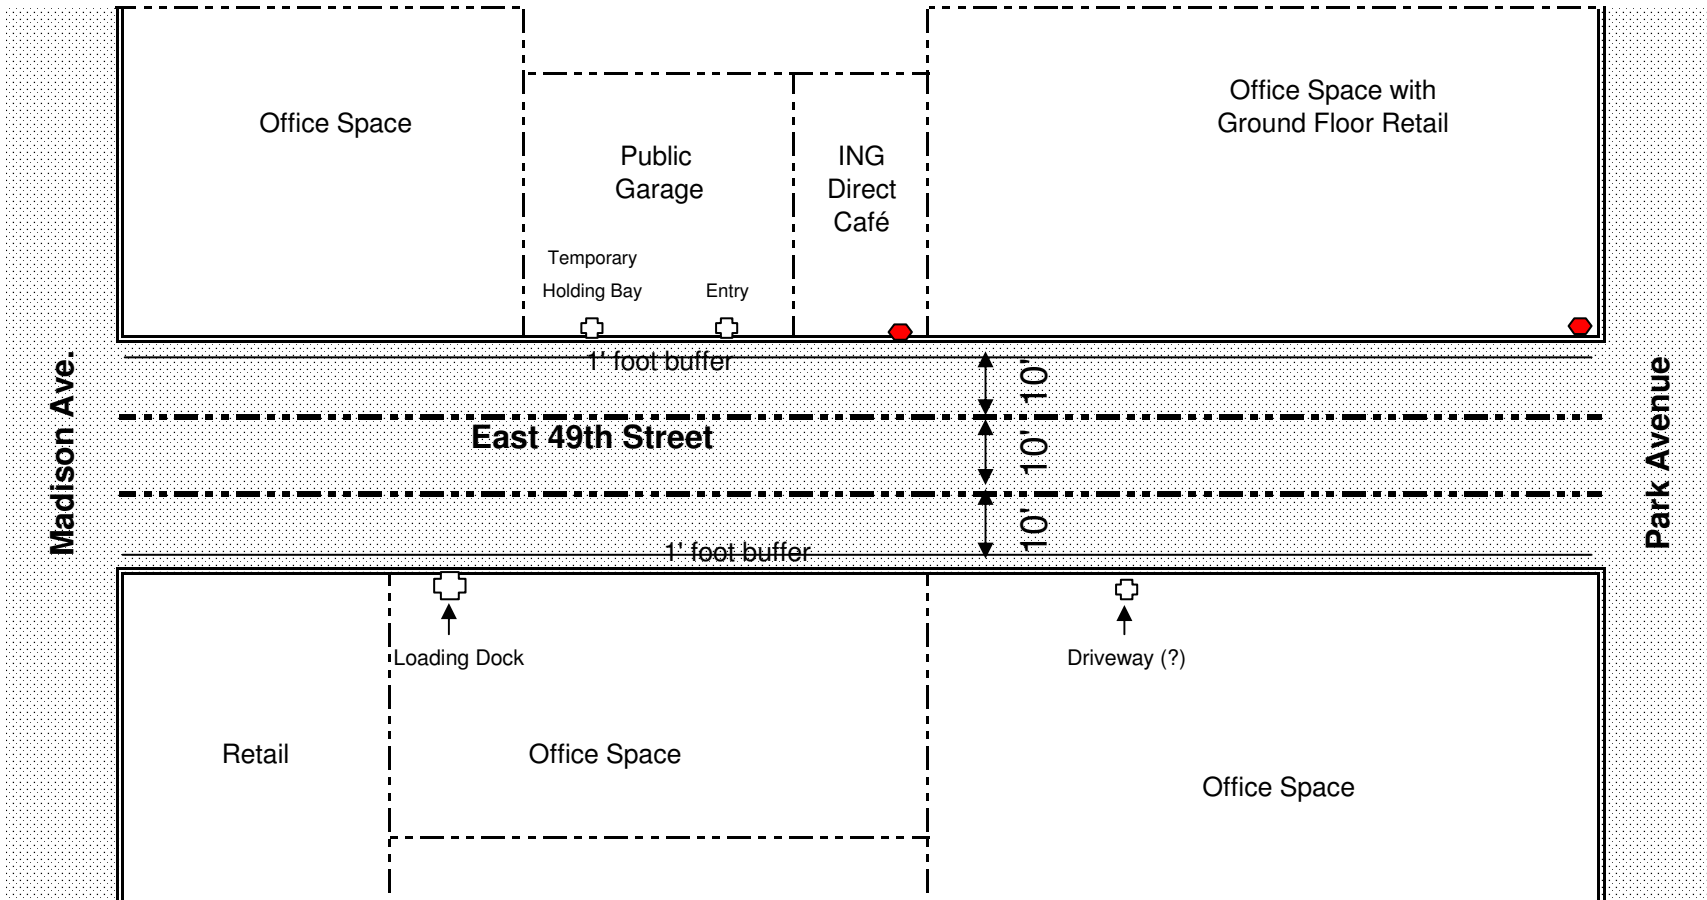 Office Space
Public
Garage
ING
Direct
Café
Office Space with
Ground Floor Retail
Temporary
Holding Bay
Entry
1' foot buffer
10'
Madison Ave.
East 49th Street
10'
Park Avenue
10'
1' foot buffer
Loading Dock
Driveway (?)
Retail
Office Space
Office Space